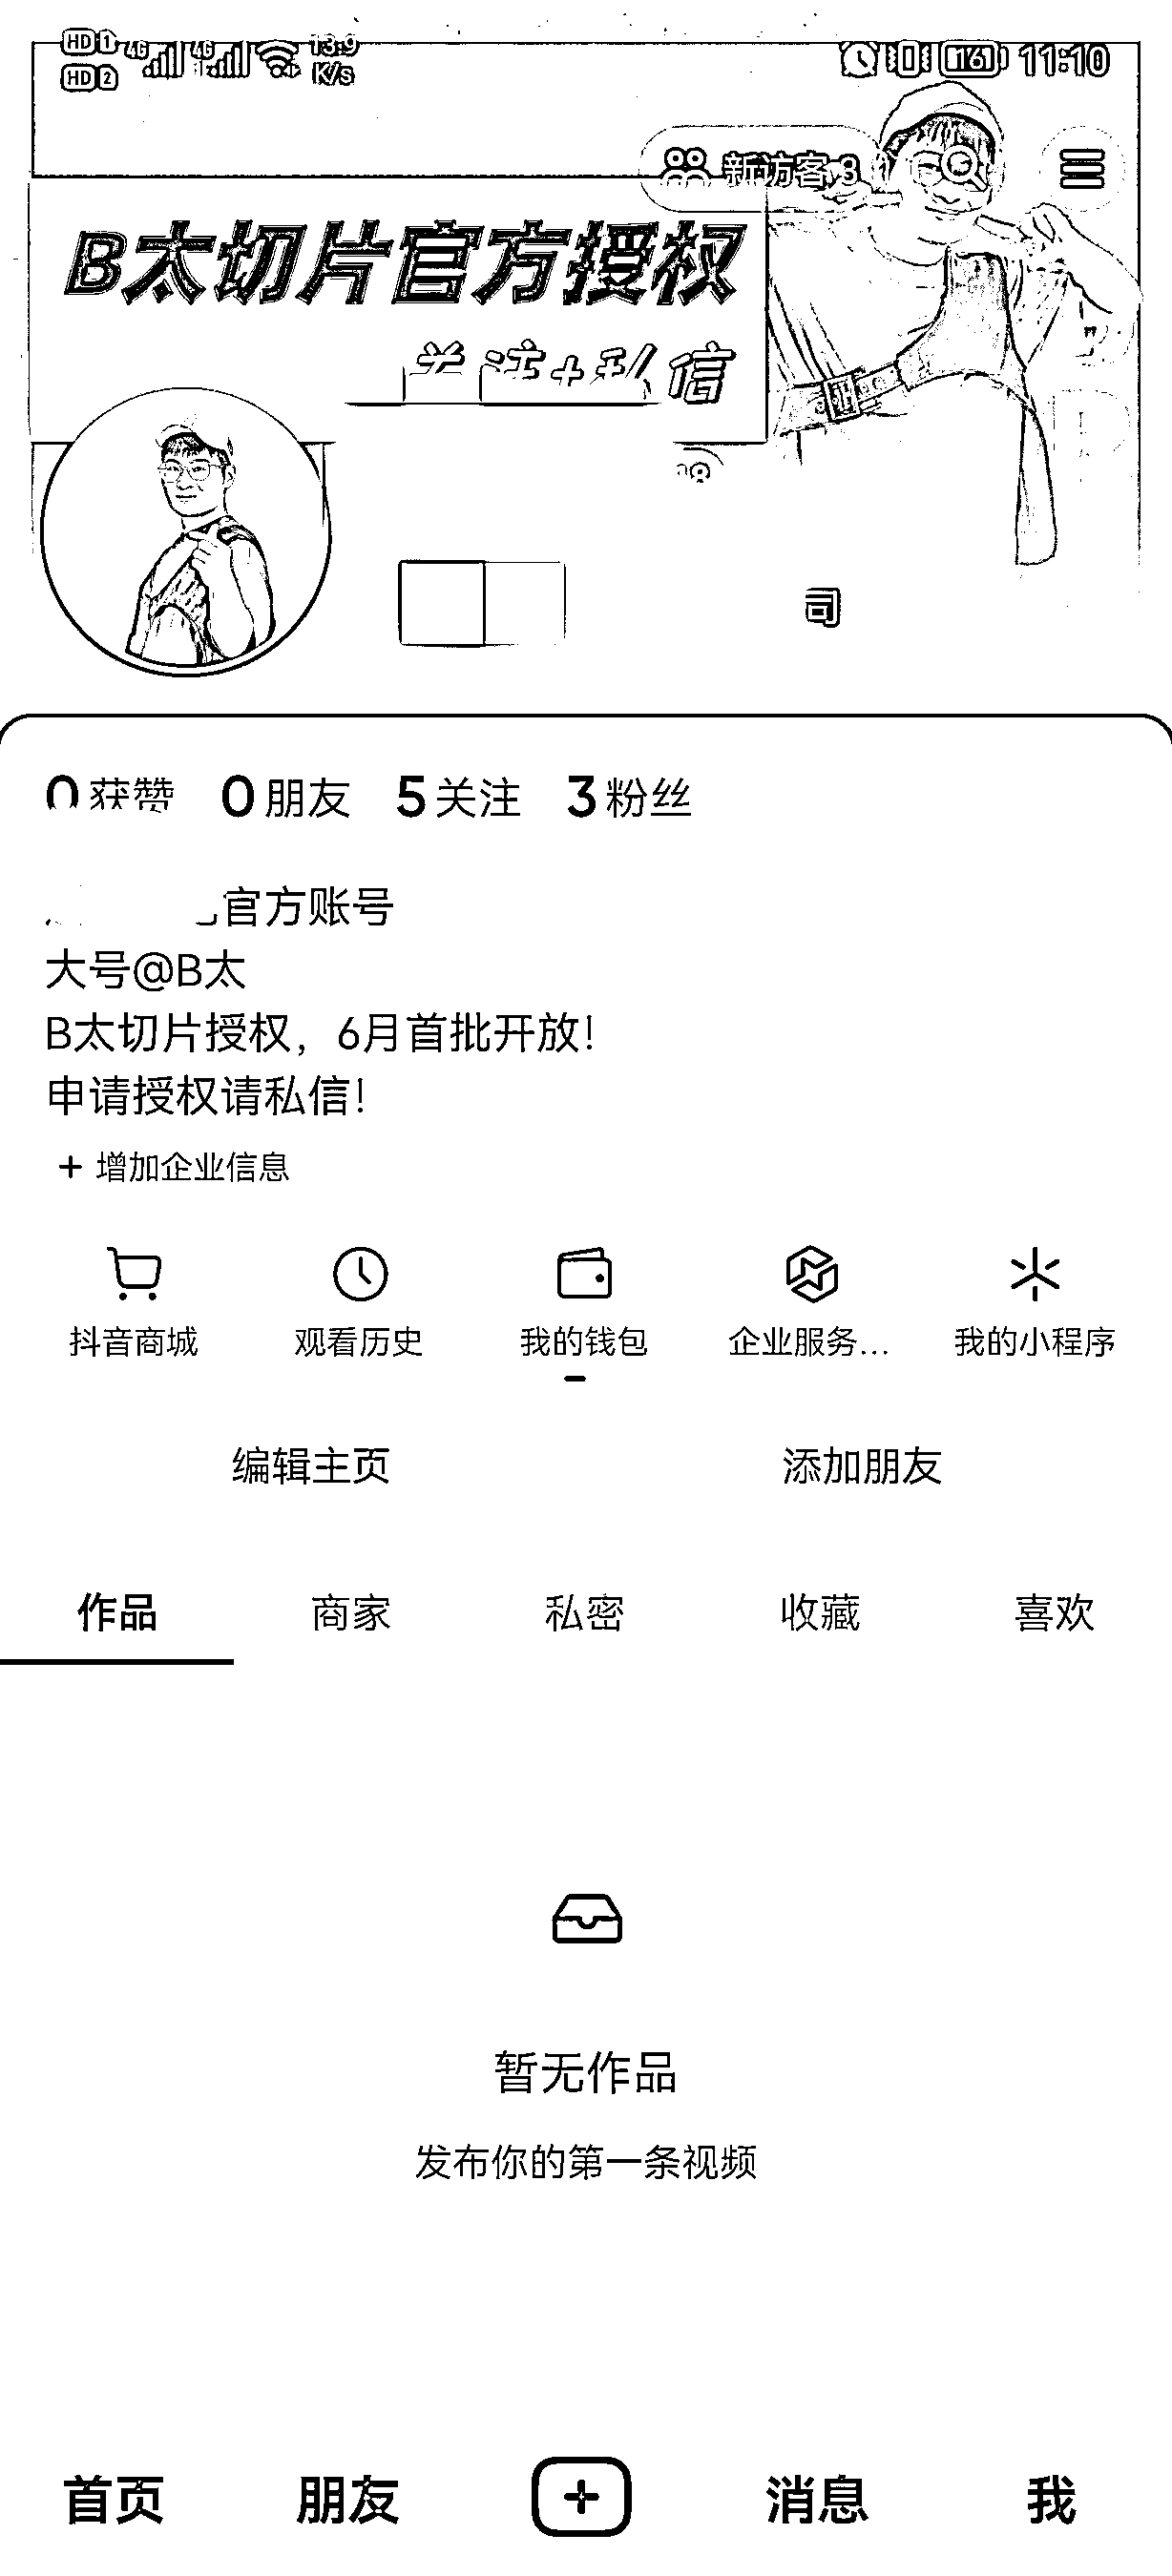 HD 1 4G 4G 13.9 K/s
HD 2
61 11:10
新访客 3
B太切片官方授权
关注+私信
司
0 获赞 0 朋友 5 关注 3 粉丝
官方账号
大号@B太
B太切片授权，6月首批开放！
申请授权请私信！
+ 增加企业信息
抖音商城 观看历史 我的钱包 企业服务... 我的小程序
编辑主页 添加朋友
作品 商家 私密 收藏 喜欢
暂无作品
发布你的第一条视频
首页 朋友 消息 我